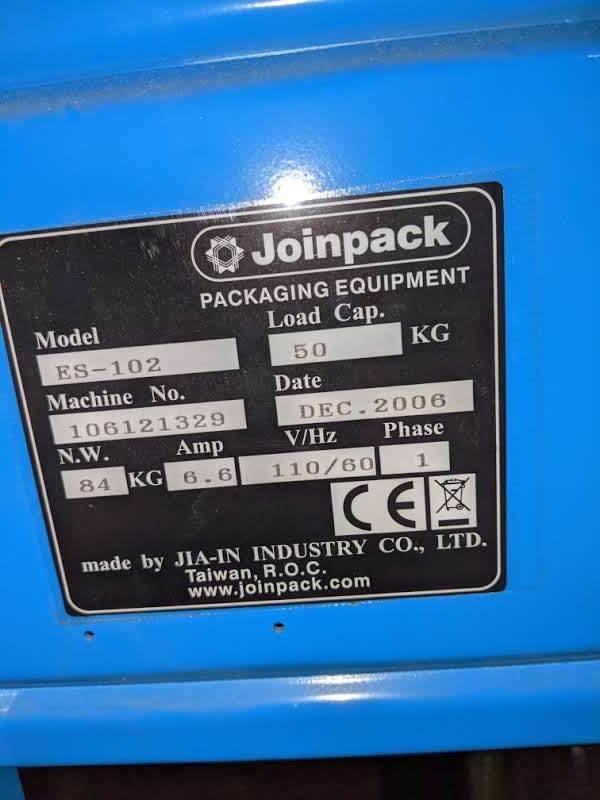 Joinpack
PACKAGING EQUIPMENT
Model
Load Cap.
ES-102
50 KG
Machine No.
Date
106121329
DEC.2006
N.W.
Amp
V/Hz
Phase
84 KG
6.6
110/60
1
CE
made by JIA-IN INDUSTRY CO., LTD.
Taiwan, R.O.C.
www.joinpack.com